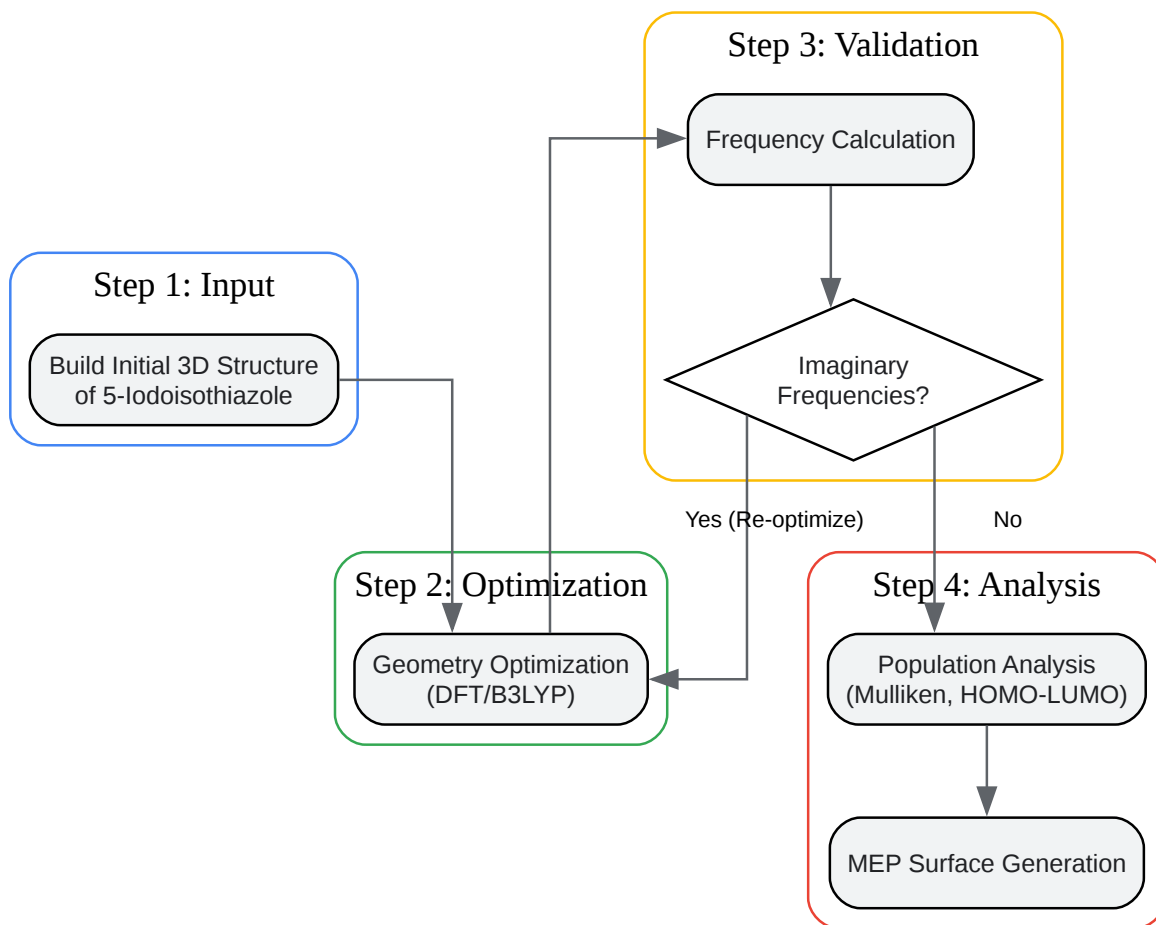 Step 1: Input
Build Initial 3D Structure
of 5-Iodoisothiazole
Step 2: Optimization
Geometry Optimization
(DFT/B3LYP)
Step 3: Validation
Frequency Calculation
Imaginary
Frequencies?
Yes (Re-optimize)
No
Step 4: Analysis
Population Analysis
(Mulliken, HOMO-LUMO)
MEP Surface Generation